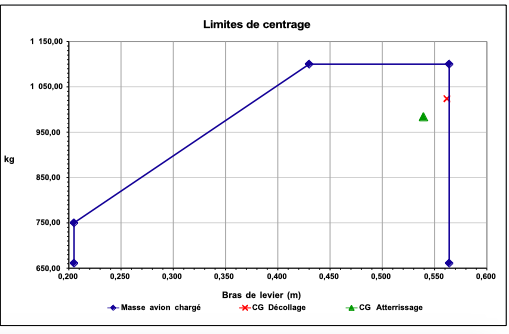 Limites de centrage
1 150,00
1 050,00
950,00
850,00
750,00
650,00
kg
0,200 0,250 0,300 0,350 0,400 0,450 0,500 0,550 0,600
Bras de levier (m)
Masse avion chargé CG Décollage CG Atterrissage